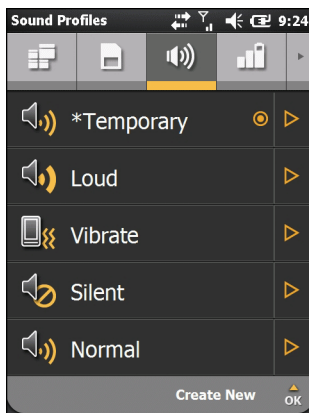 Sound Profiles 9:24
*Temporary
Loud
Vibrate
Silent
Normal
Create New OK